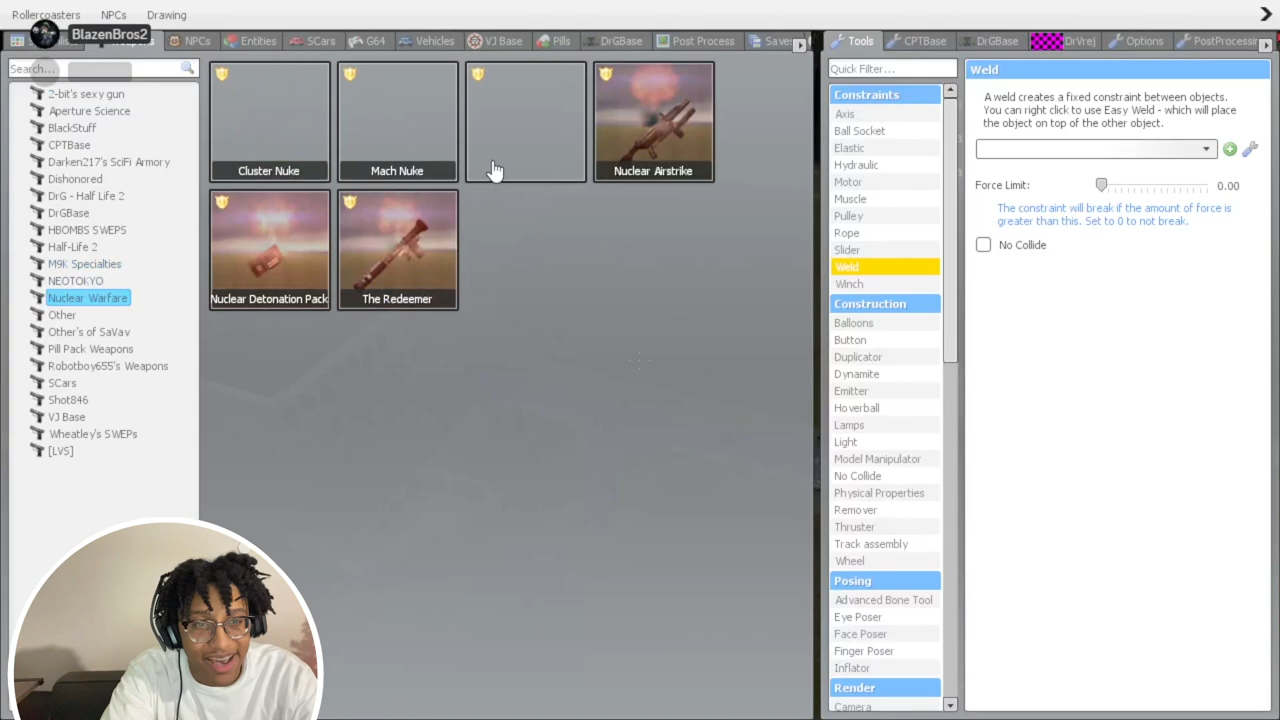 Rollercoasters NPCs Drawing
BlazenBros2
NPCs Entities SCars G64 Vehicles VJ Base Pills DrGBase Post Process Saves
Tools CPTBase DrGBase DrVrej Options PostProcessin
Search...
2-bit's sexy gun
Aperture Science
BlackStuff
CPTBase
Darken217's SciFi Armory
Dishonored
DrG - Half Life 2
DrGBase
HBOMBS SWEPS
Half-Life 2
M9K Specialties
NEOTOKYO
Nuclear Warfare
Other
Other's of SaVav
Pill Pack Weapons
Robotboy655's Weapons
SCars
Shot846
VJ Base
Wheatley's SWEPs
[LVS]
Cluster Nuke
Mach Nuke
Nuclear Airstrike
Nuclear Detonation Pack
The Redeemer
Quick Filter...
Constraints
Axis
Ball Socket
Elastic
Hydraulic
Motor
Muscle
Pulley
Rope
Slider
Weld
Winch
Construction
Balloons
Button
Duplicator
Dynamite
Emitter
Hoverball
Lamps
Light
Model Manipulator
No Collide
Physical Properties
Remover
Thruster
Track assembly
Wheel
Posing
Advanced Bone Tool
Eye Poser
Face Poser
Finger Poser
Inflator
Render
Camera
Weld
A weld creates a fixed constraint between objects.
You can right click to use Easy Weld - which will place
the object on top of the other object.
Force Limit: 0.00
The constraint will break if the amount of force is
greater than this. Set to 0 to not break.
No Collide